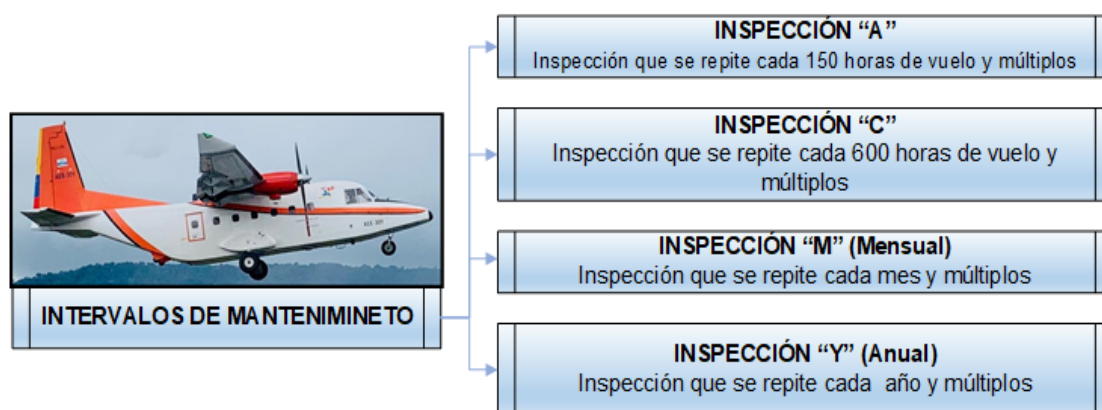 INSPECCIÓN “A”
Inspección que se repite cada 150 horas de vuelo y múltiplos
INSPECCIÓN “C”
Inspección que se repite cada 600 horas de vuelo y
múltiplos
INSPECCIÓN “M” (Mensual)
Inspección que se repite cada mes y múltiplos
INTERVALOS DE MANTENIMINETO
INSPECCIÓN “Y” (Anual)
Inspección que se repite cada año y múltiplos